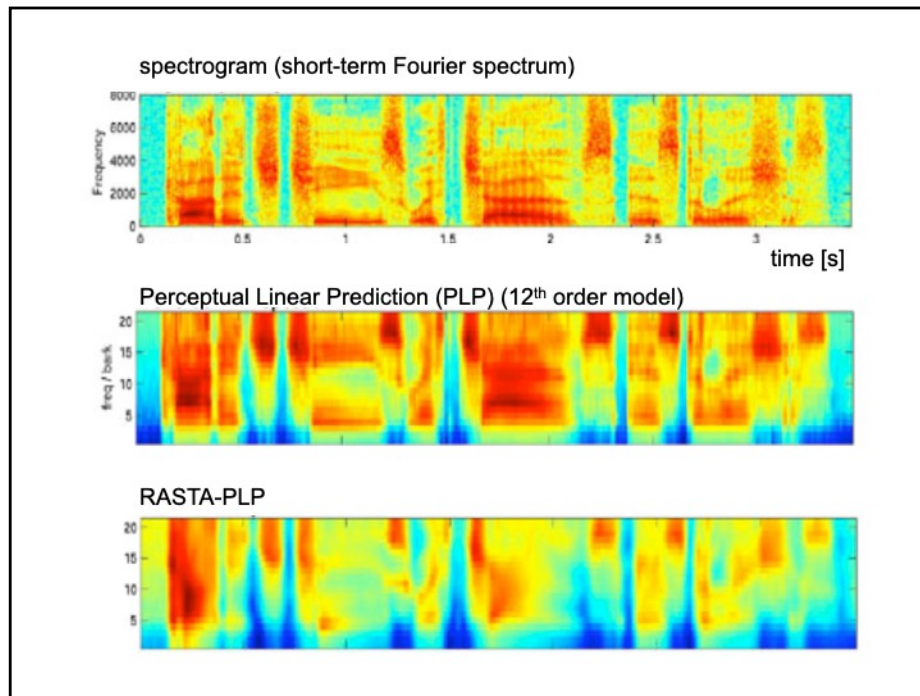 spectrogram (short-term Fourier spectrum)
8000
6000
4000
2000
0
Frequency
0 0.5 1 1.5 2 2.5 3
time [s]
Perceptual Linear Prediction (PLP) (12th order model)
20
15
10
5
freq / bark
RASTA-PLP
20
15
10
5